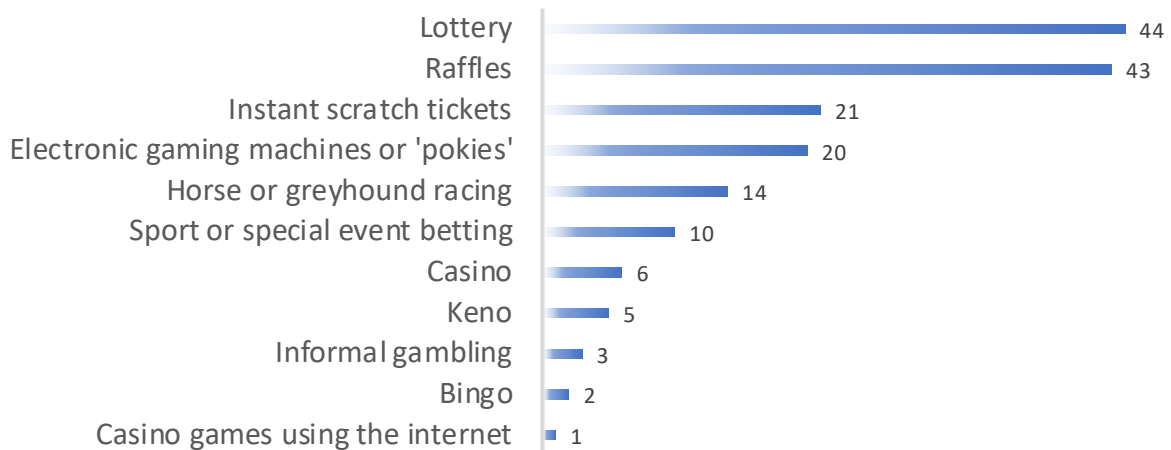 Lottery 44
Raffles 43
Instant scratch tickets 21
Electronic gaming machines or 'pokies' 20
Horse or greyhound racing 14
Sport or special event betting 10
Casino 6
Keno 5
Informal gambling 3
Bingo 2
Casino games using the internet 1